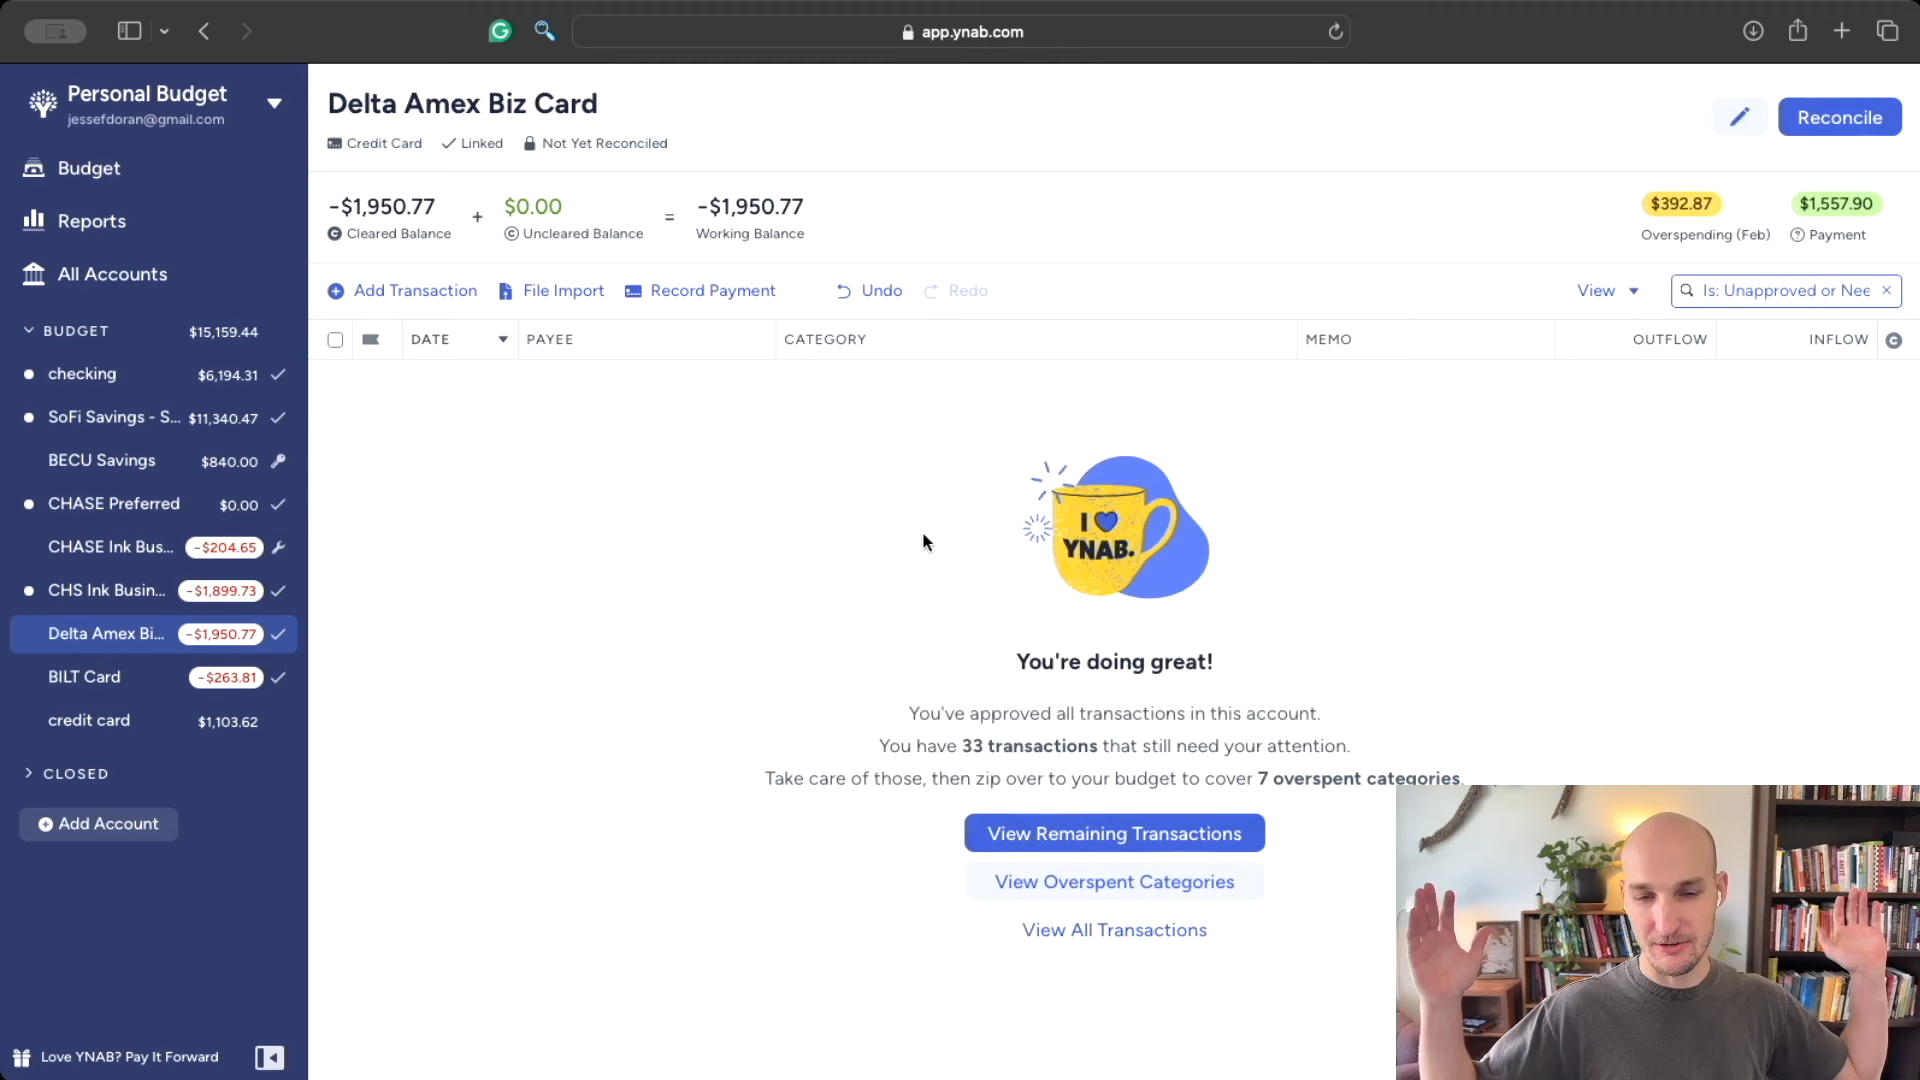 app.ynab.com
Personal Budget
jessefdoran@gmail.com
Budget
Reports
All Accounts
BUDGET $15,159.44
checking $6,194.31
SoFi Savings - S... $11,340.47
BECU Savings $840.00
CHASE Preferred $0.00
CHASE Ink Bus... -$204.65
CHS Ink Busin... -$1,899.73
Delta Amex Bi... -$1,950.77
BILT Card -$263.81
credit card $1,103.62
CLOSED
Add Account
Love YNAB? Pay It Forward
Delta Amex Biz Card
Credit Card Linked Not Yet Reconciled
Reconcile
-$1,950.77 + $0.00 = -$1,950.77
Cleared Balance Uncleared Balance Working Balance
$392.87 $1,557.90
Overspending (Feb) Payment
Add Transaction File Import Record Payment Undo Redo
View Is: Unapproved or Nee
DATE PAYEE CATEGORY MEMO OUTFLOW INFLOW
I
YNAB.
You're doing great!
You've approved all transactions in this account.
You have 33 transactions that still need your attention.
Take care of those, then zip over to your budget to cover 7 overspent categories.
View Remaining Transactions
View Overspent Categories
View All Transactions